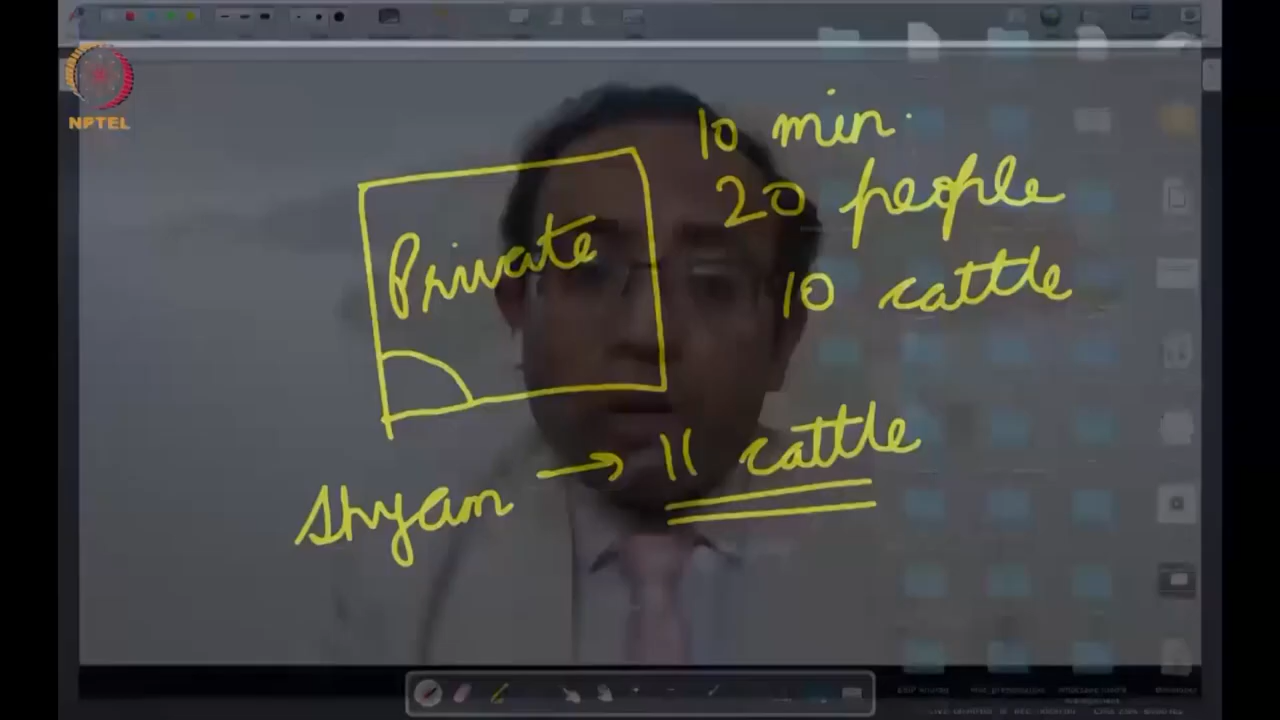 NPTEL
10 min.
20 people
Private
10 cattle
Shyam → 11 cattle